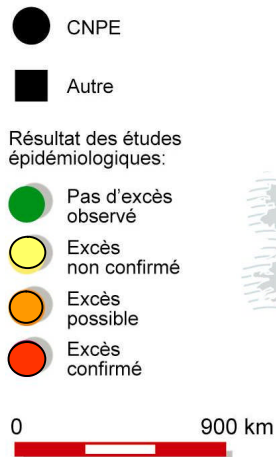 CNPE
Autre
Résultat des études
épidémiologiques:
Pas d'excès
observé
Excès
non confirmé
Excès
possible
Excès
confirmé
0 900 km